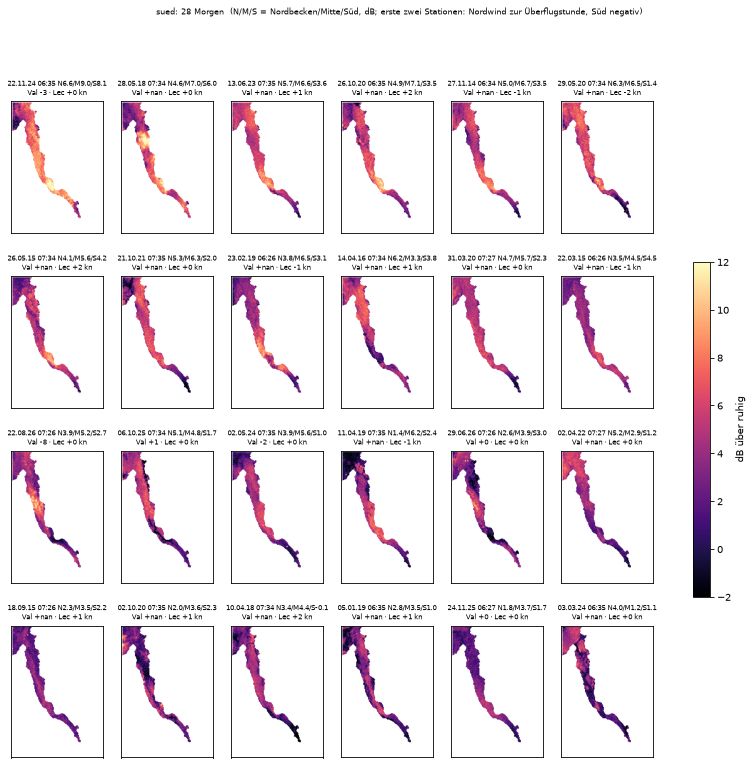 sued: 28 Morgen  (N/M/S = Nordbecken/Mitte/Süd, dB; erste zwei Stationen: Nordwind zur Überflugstunde, Süd negativ)
22.11.24 06:35 N6.6/M9.0/S8.1
Val -3 · Lec +0 kn
28.05.18 07:34 N4.6/M7.0/S6.0
Val +nan · Lec +0 kn
13.06.23 07:35 N5.7/M6.6/S3.6
Val +nan · Lec +1 kn
26.10.20 06:35 N4.9/M7.1/S3.5
Val +nan · Lec +2 kn
27.11.14 06:34 N5.0/M6.7/S3.5
Val +nan · Lec -1 kn
29.05.20 07:34 N6.3/M6.5/S1.4
Val +nan · Lec -2 kn
26.05.15 07:34 N4.1/M5.6/S4.2
Val +nan · Lec +2 kn
21.10.21 07:35 N5.3/M6.3/S2.0
Val +nan · Lec +0 kn
23.02.19 06:26 N3.8/M6.5/S3.1
Val +nan · Lec -1 kn
14.04.16 07:34 N6.2/M3.3/S3.8
Val +nan · Lec +1 kn
31.03.20 07:27 N4.7/M5.7/S2.3
Val +nan · Lec +0 kn
22.03.15 06:26 N3.5/M4.5/S4.5
Val +nan · Lec -1 kn
22.08.26 07:26 N3.9/M5.2/S2.7
Val -8 · Lec +0 kn
06.10.25 07:34 N5.1/M4.8/S1.7
Val +1 · Lec +0 kn
02.05.24 07:35 N3.9/M5.6/S1.0
Val -2 · Lec +0 kn
11.04.19 07:35 N1.4/M6.2/S2.4
Val +nan · Lec -1 kn
29.06.26 07:26 N2.6/M3.9/S3.0
Val +0 · Lec +0 kn
02.04.22 07:27 N5.2/M2.9/S1.2
Val +nan · Lec +0 kn
18.09.15 07:26 N2.3/M3.5/S2.2
Val +nan · Lec +1 kn
02.10.20 07:35 N2.0/M3.6/S2.3
Val +nan · Lec +1 kn
10.04.18 07:34 N3.4/M4.4/S-0.1
Val +nan · Lec +2 kn
05.01.19 06:35 N2.8/M3.5/S1.0
Val +nan · Lec +1 kn
24.11.25 06:27 N1.8/M3.7/S1.7
Val +0 · Lec +0 kn
03.03.24 06:35 N4.0/M1.2/S1.1
Val +nan · Lec +0 kn
12
10
8
6
4
2
0
−2
dB über ruhig